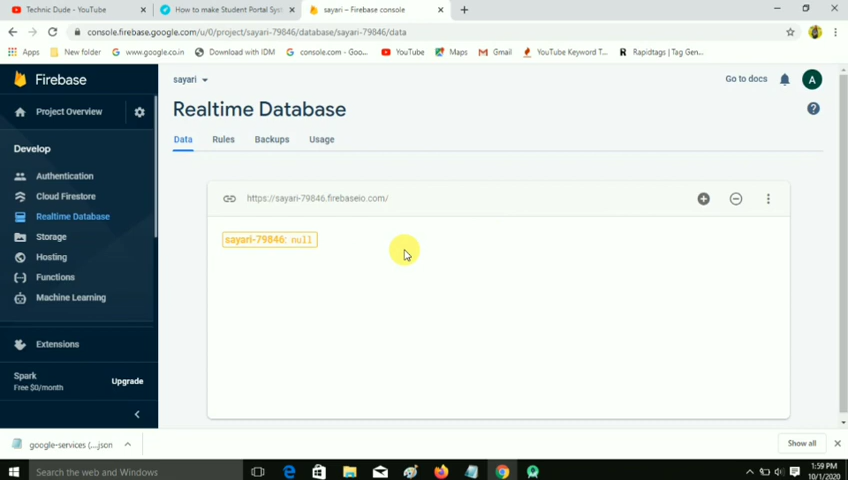 Technic Dude - YouTube
How to make Student Portal Sys
sayari – Firebase console
console.firebase.google.com/u/0/project/sayari-79846/database/sayari-79846/data
Apps
New folder
www.google.co.in
Download with IDM
console.com - Goo...
YouTube
Maps
Gmail
YouTube Keyword T...
Rapidtags | Tag Gen...
Firebase
sayari
Go to docs
A
Project Overview
Realtime Database
Data
Rules
Backups
Usage
Develop
Authentication
Cloud Firestore
Realtime Database
Storage
Hosting
Functions
Machine Learning
Extensions
Spark
Free $0/month
Upgrade
https://sayari-79846.firebaseio.com/
sayari-79846: null
google-services (....json
Show all
Search the web and Windows
1:59 PM
10/1/2020